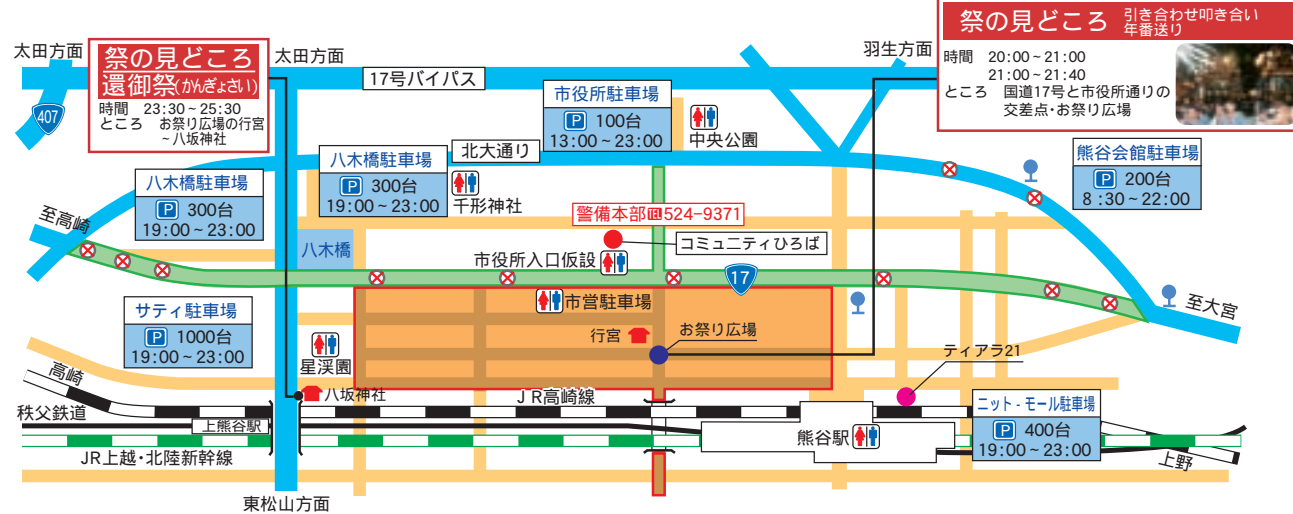 祭の見どころ 引き合わせ叩き合い
年番送り
時間 20:00~21:00
21:00~21:40
ところ 国道17号と市役所通りの
交差点・お祭り広場
太田方面
祭の見どころ
還御祭(かんぎょさい)
時間 23:30~25:30
ところ お祭り広場の行宮
~八坂神社
太田方面
羽生方面
17号バイパス
407
市役所駐車場
P 100台
13:00~23:00
中央公園
北大通り
八木橋駐車場
P 300台
19:00~23:00
千形神社
熊谷会館駐車場
P 200台
8:30~22:00
八木橋駐車場
P 300台
19:00~23:00
至高崎
警備本部TEL524-9371
コミュニティひろば
八木橋
市役所入口仮設
17
サティ駐車場
P 1000台
19:00~23:00
市営駐車場
至大宮
行宮
お祭り広場
星渓園
ティアラ21
高崎
八坂神社
JR高崎線
秩父鉄道
上熊谷駅
ニット-モール駐車場
P 400台
19:00~23:00
熊谷駅
JR上越・北陸新幹線
上野
東松山方面